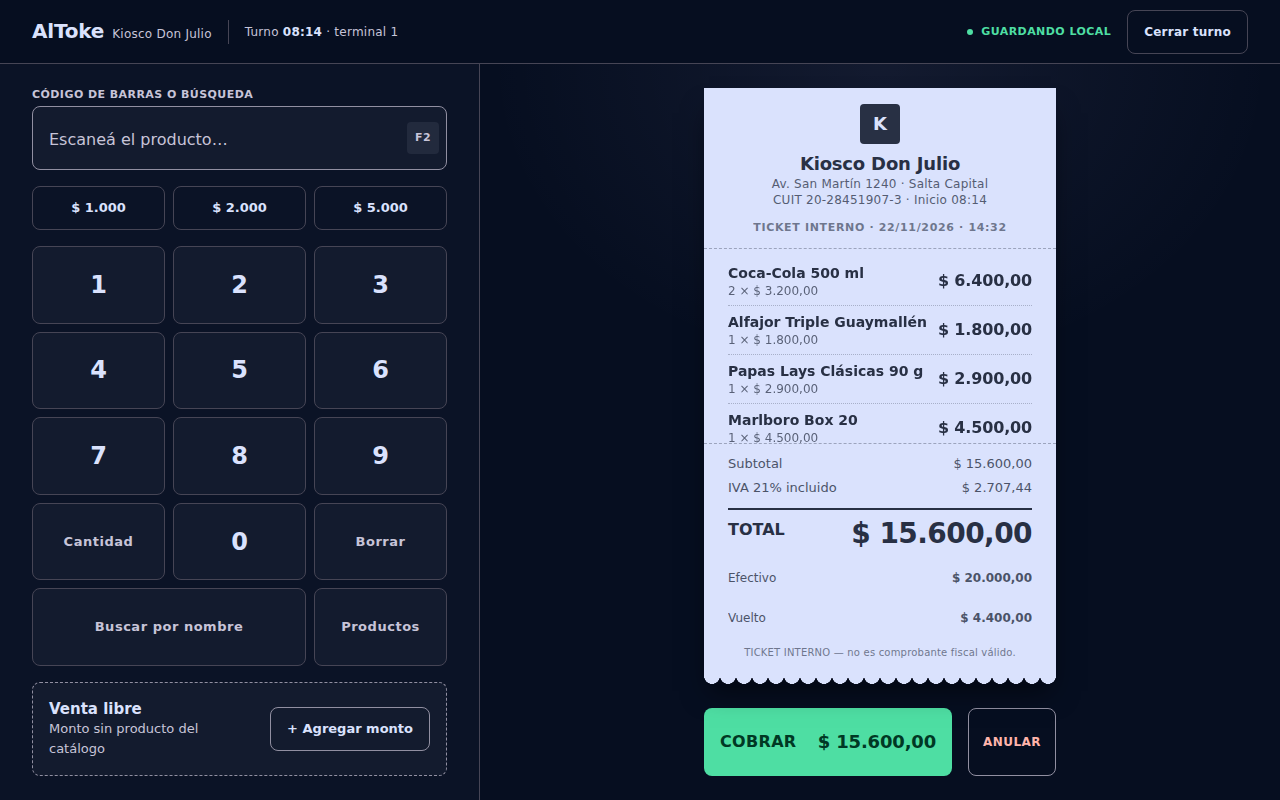 AlToke Kiosco Don Julio Turno 08:14 · terminal 1 GUARDANDO LOCAL Cerrar turno
CÓDIGO DE BARRAS O BÚSQUEDA
Escaneá el producto... F2
$ 1.000 $ 2.000 $ 5.000
1 2 3
4 5 6
7 8 9
Cantidad 0 Borrar
Buscar por nombre Productos
Venta libre
Monto sin producto del
catálogo
+ Agregar monto
K
Kiosco Don Julio
Av. San Martín 1240 · Salta Capital
CUIT 20-28451907-3 · Inicio 08:14
TICKET INTERNO · 22/11/2026 · 14:32
Coca-Cola 500 ml $ 6.400,00
2 × $ 3.200,00
Alfajor Triple Guaymallén $ 1.800,00
1 × $ 1.800,00
Papas Lays Clásicas 90 g $ 2.900,00
1 × $ 2.900,00
Marlboro Box 20 $ 4.500,00
1 × $ 4.500,00
Subtotal $ 15.600,00
IVA 21% incluido $ 2.707,44
TOTAL $ 15.600,00
Efectivo $ 20.000,00
Vuelto $ 4.400,00
TICKET INTERNO — no es comprobante fiscal válido.
COBRAR $ 15.600,00 ANULAR